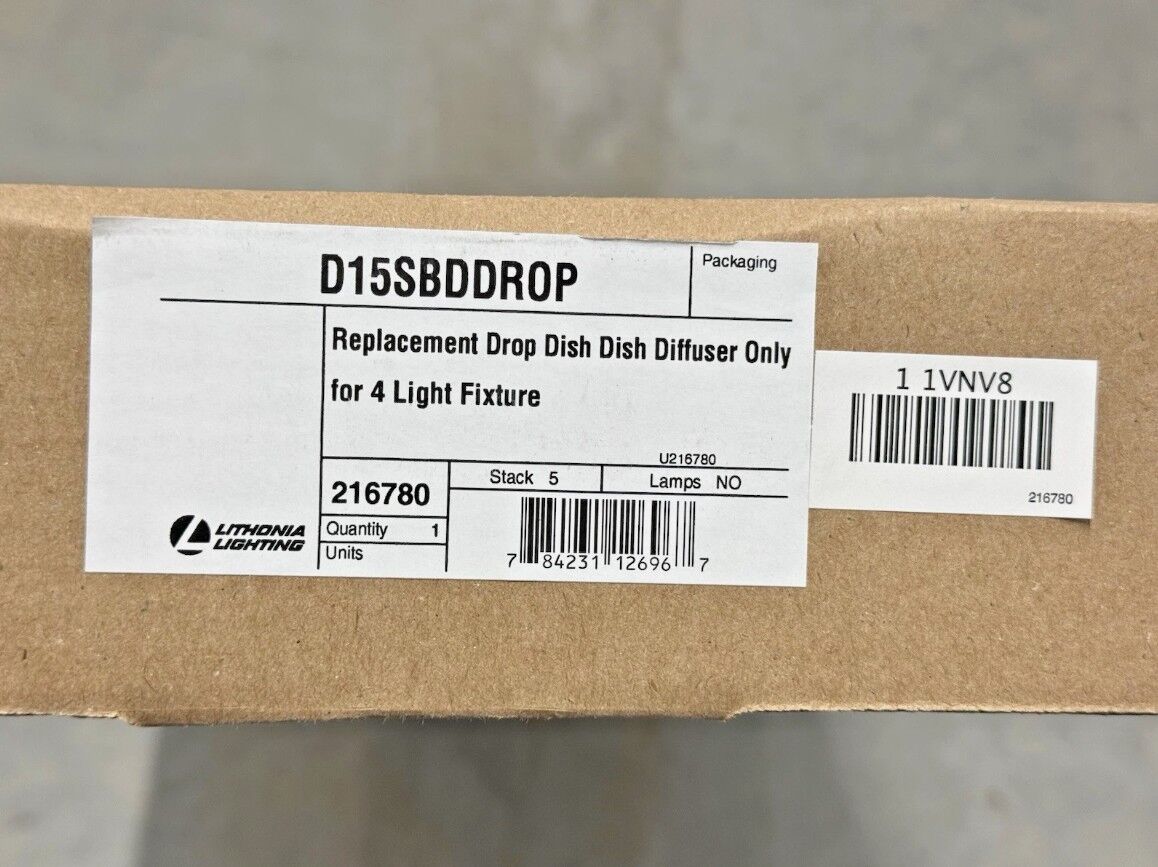 D15SBDDROP
Packaging
Replacement Drop Dish Dish Diffuser Only
for 4 Light Fixture
U216780
216780
Stack 5
Lamps NO
Quantity 1
Units
LITHONIA
LIGHTING
7 84231 12696 7
1 1VNV8
216780